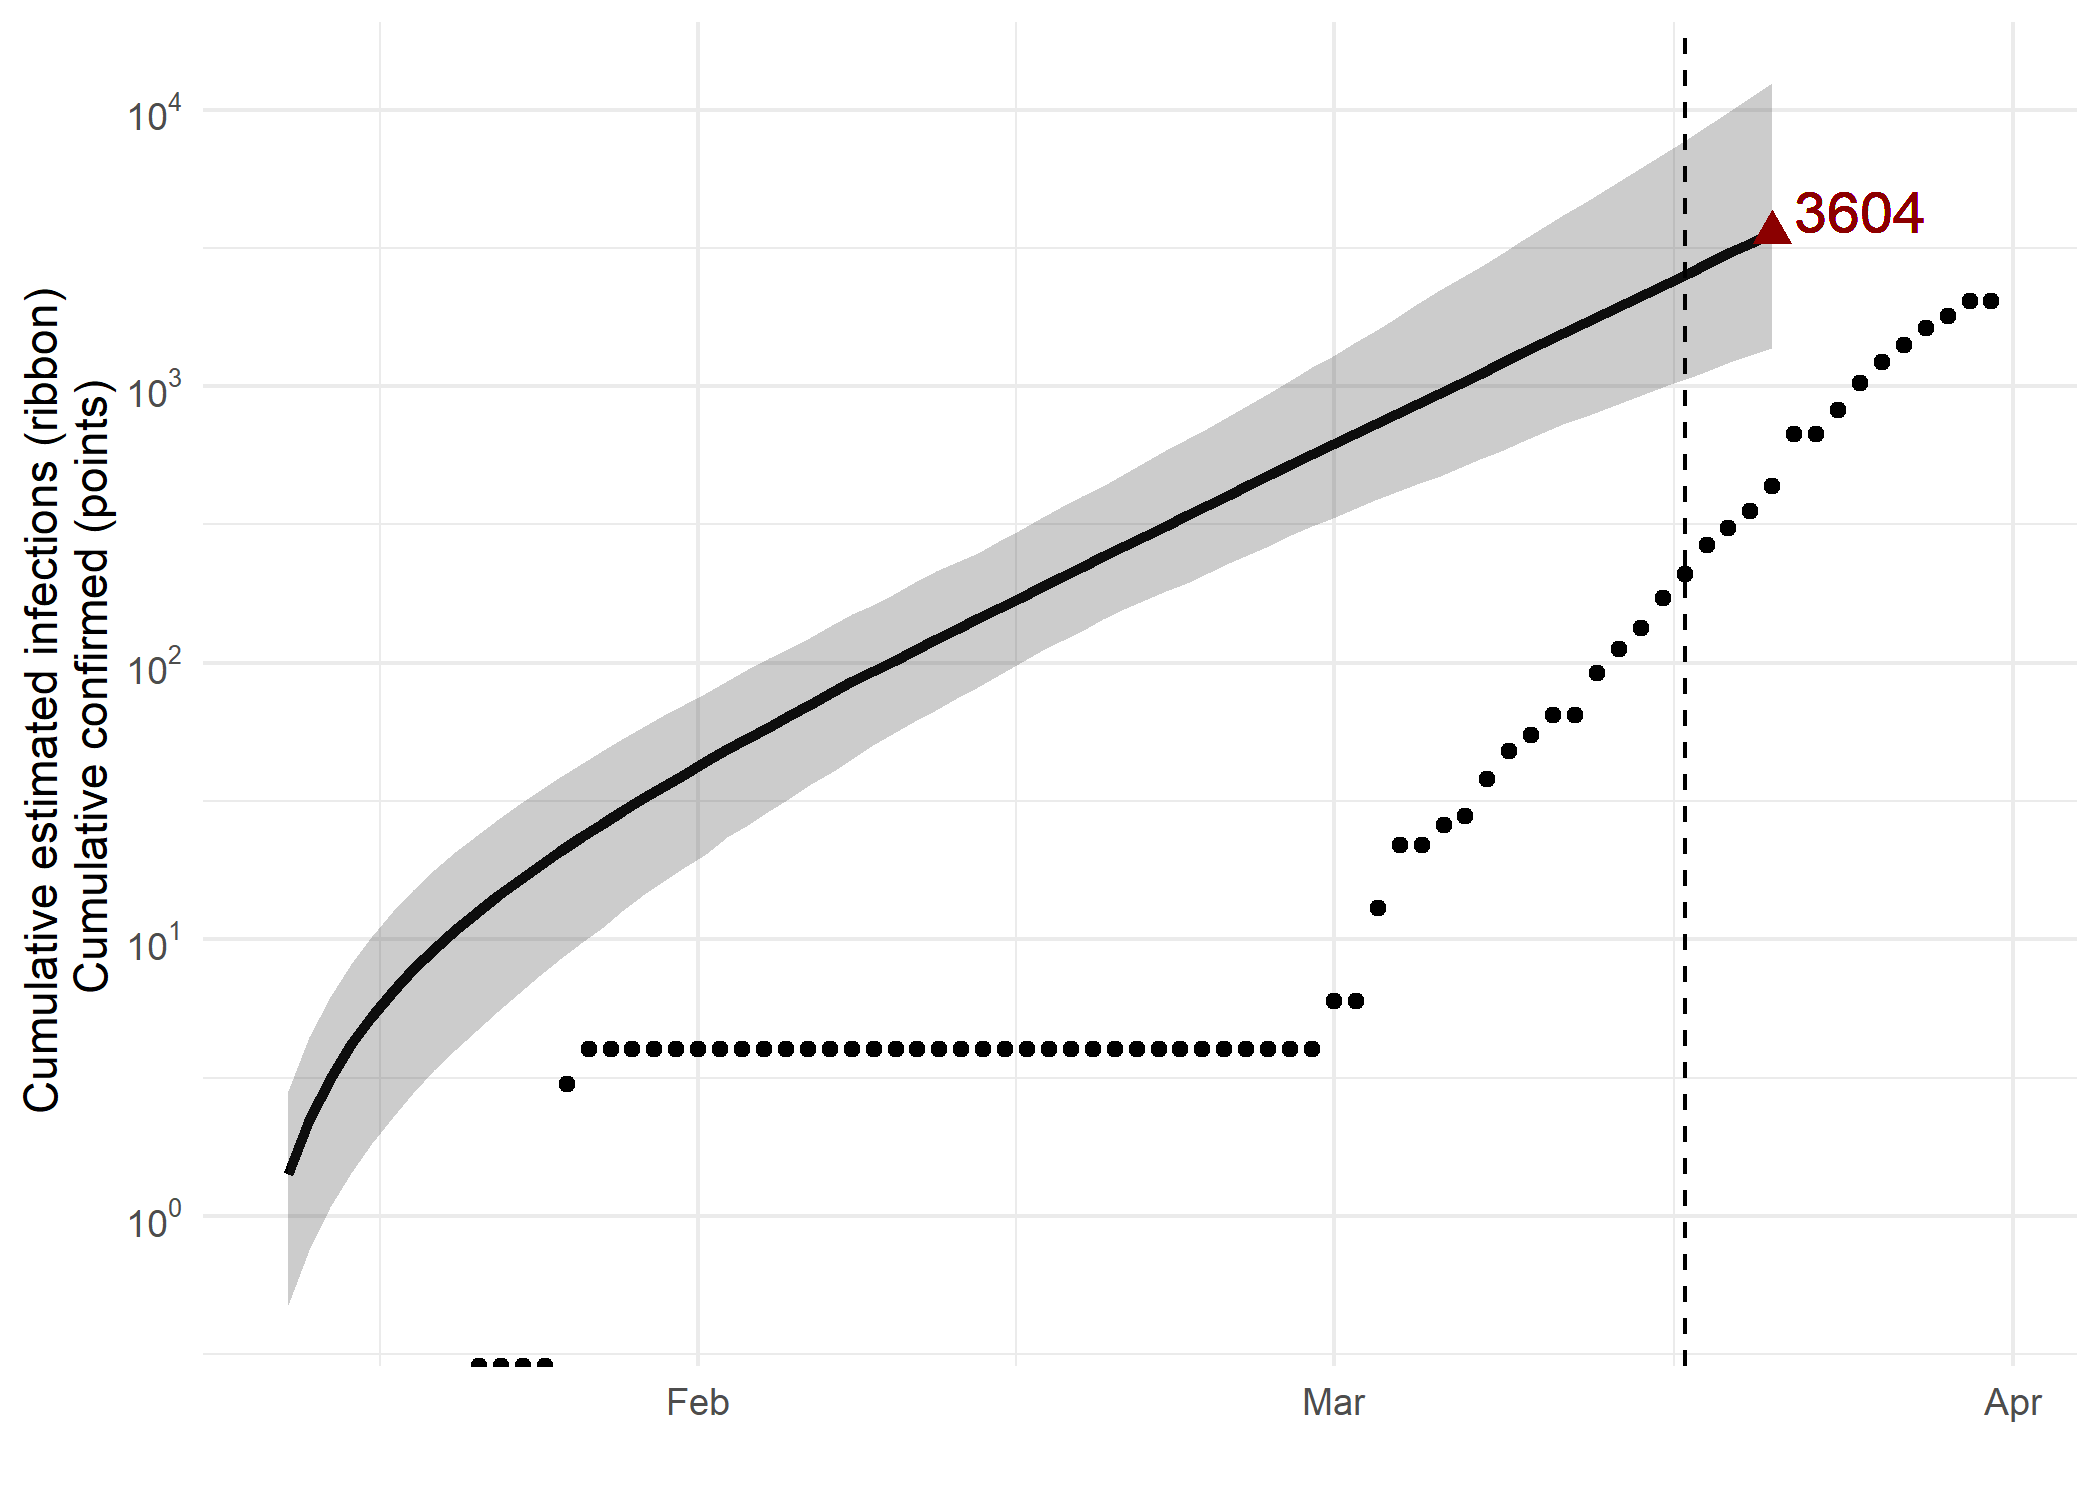 Cumulative estimated infections (ribbon)
Cumulative confirmed (points)
10^4
10^3
10^2
10^1
10^0
3604
Feb Mar Apr